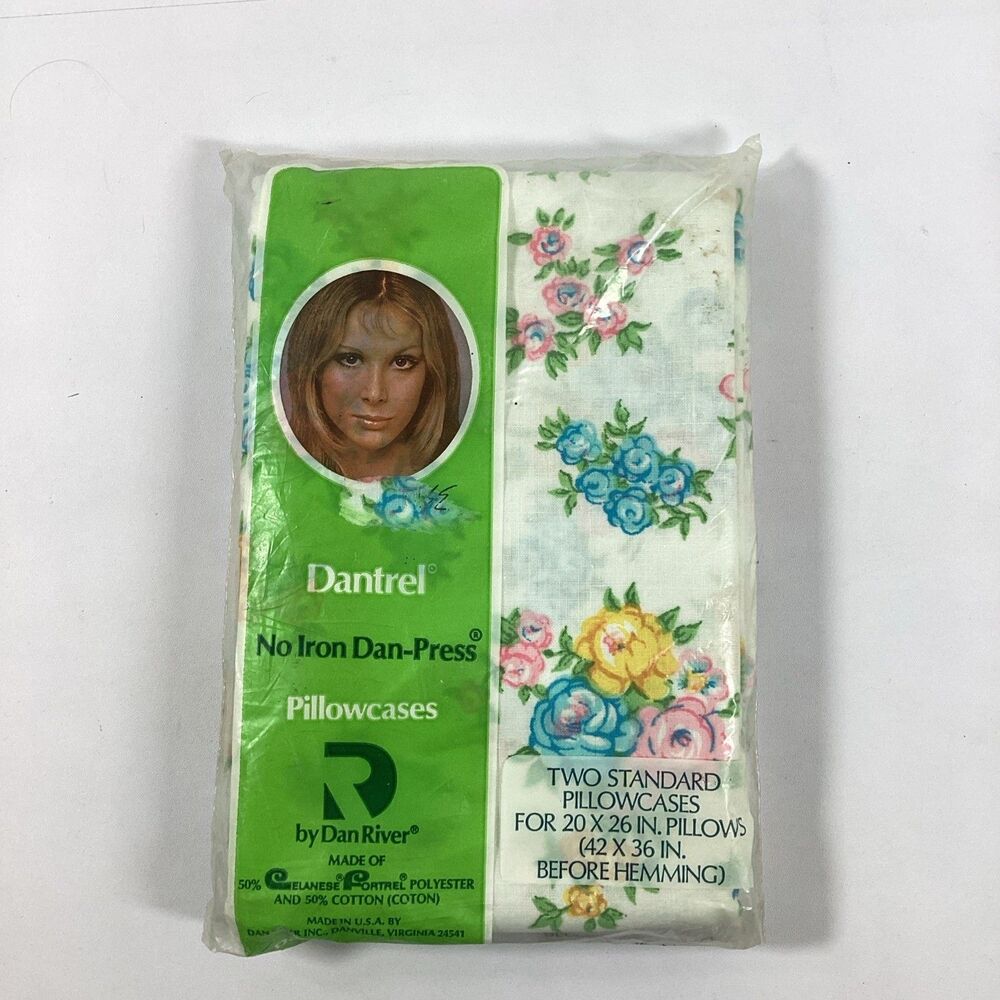 Dantrel®
No Iron Dan-Press®
Pillowcases
by Dan River®
MADE OF
50% CELANESE® FORTREL® POLYESTER
AND 50% COTTON (COTON)
MADE IN U.S.A. BY
INC., DANVILLE, VIRGINIA 24541
TWO STANDARD
PILLOWCASES
FOR 20 X 26 IN. PILLOWS
(42 X 36 IN.
BEFORE HEMMING)